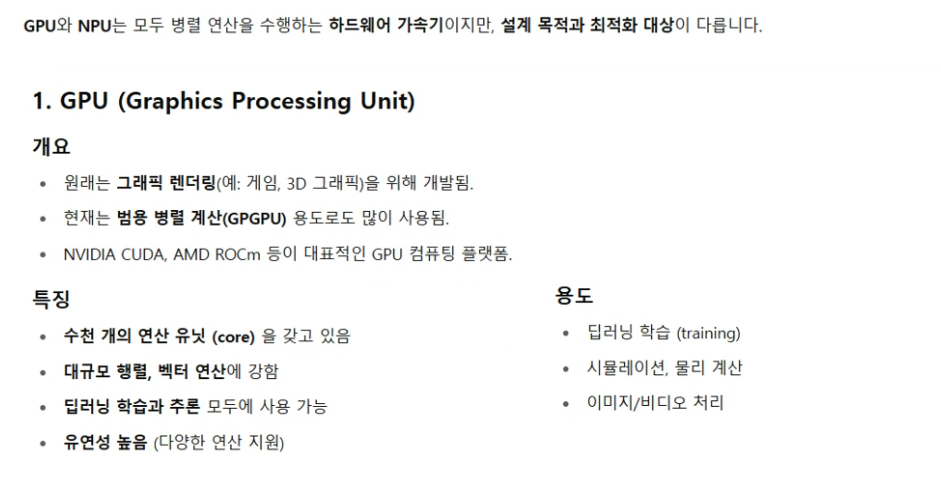 GPU와 NPU는 모두 병렬 연산을 수행하는 하드웨어 가속기이지만, 설계 목적과 최적화 대상이 다릅니다.
1. GPU (Graphics Processing Unit)
개요
• 원래는 그래픽 렌더링(예: 게임, 3D 그래픽)을 위해 개발됨.
• 현재는 범용 병렬 계산(GPGPU) 용도로도 많이 사용됨.
• NVIDIA CUDA, AMD ROCm 등이 대표적인 GPU 컴퓨팅 플랫폼.
특징
• 수천 개의 연산 유닛 (core) 을 갖고 있음
• 대규모 행렬, 벡터 연산에 강함
• 딥러닝 학습과 추론 모두에 사용 가능
• 유연성 높음 (다양한 연산 지원)
용도
• 딥러닝 학습 (training)
• 시뮬레이션, 물리 계산
• 이미지/비디오 처리